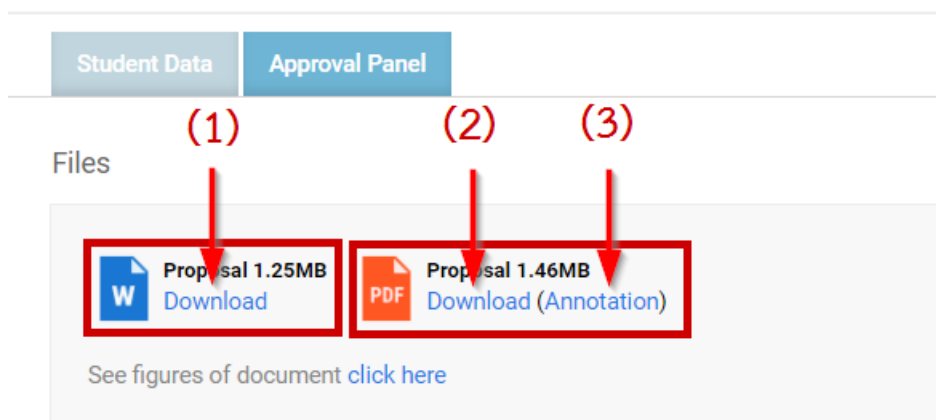 Student Data
Approval Panel
(1)
(2)
(3)
Files
W
Proposal 1.25MB
Download
PDF
Proposal 1.46MB
Download (Annotation)
See figures of document click here